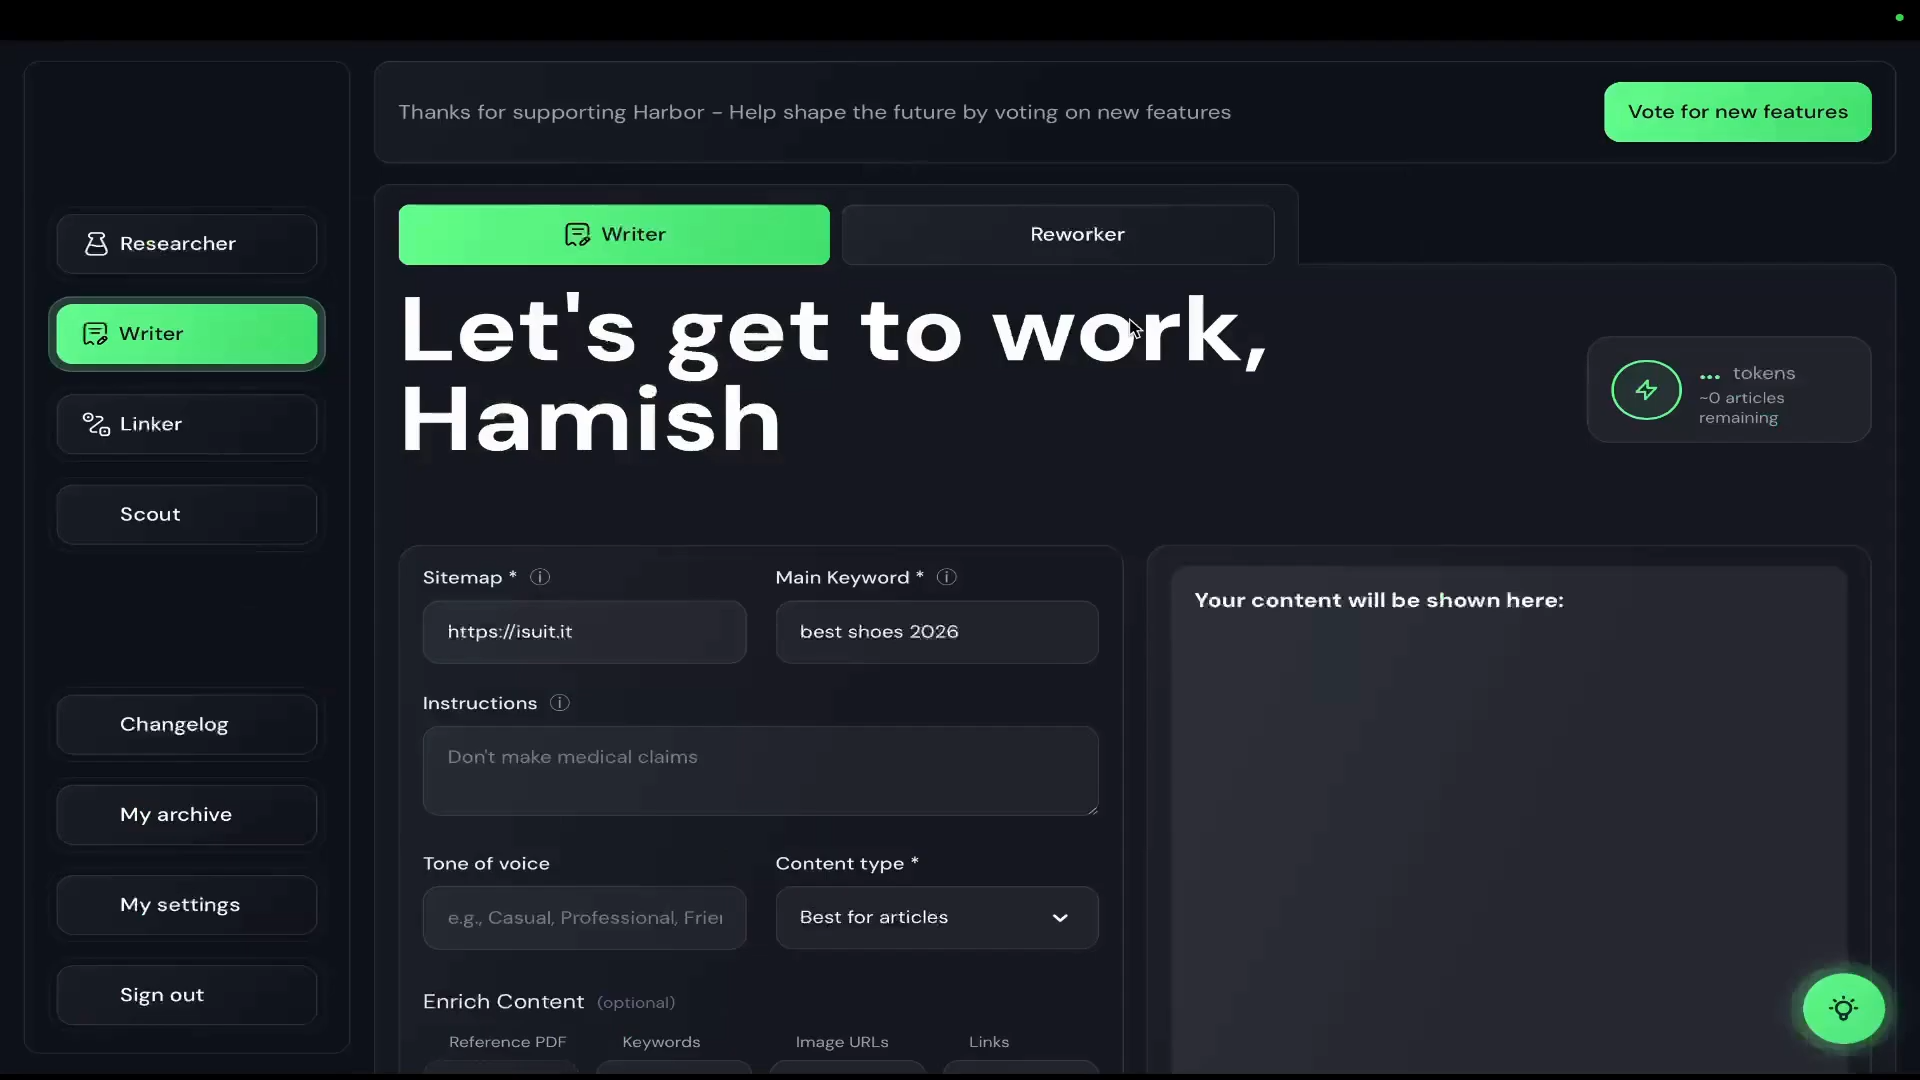 Thanks for supporting Harbor – Help shape the future by voting on new features
Vote for new features
Researcher
Writer
Linker
Scout
Changelog
My archive
My settings
Sign out
Writer
Reworker
Let's get to work,
Hamish
... tokens
~0 articles
remaining
Sitemap *
https://isuit.it
Main Keyword *
best shoes 2026
Instructions
Don't make medical claims
Tone of voice
e.g., Casual, Professional, Frier
Content type *
Best for articles
Enrich Content (optional)
Reference PDF
Keywords
Image URLs
Links
Your content will be shown here: